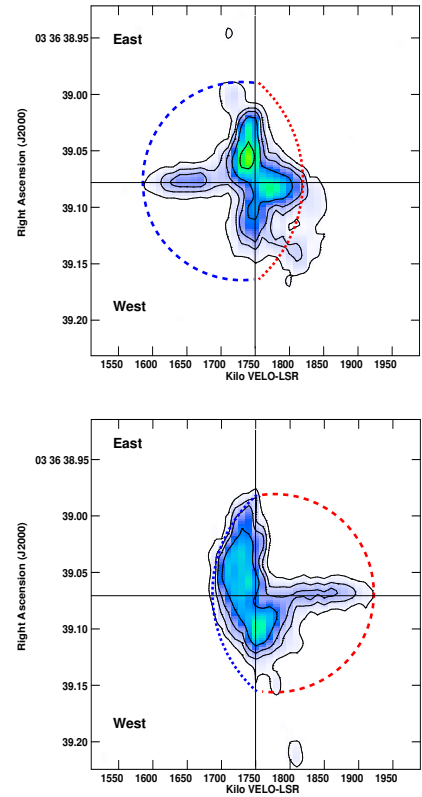 East
03 36 38.95
39.00
39.05
39.10
39.15
39.20
Right Ascension (J2000)
West
1550 1600 1650 1700 1750 1800 1850 1900 1950
Kilo VELO-LSR
East
03 36 38.95
39.00
39.05
39.10
39.15
39.20
Right Ascension (J2000)
West
1550 1600 1650 1700 1750 1800 1850 1900 1950
Kilo VELO-LSR